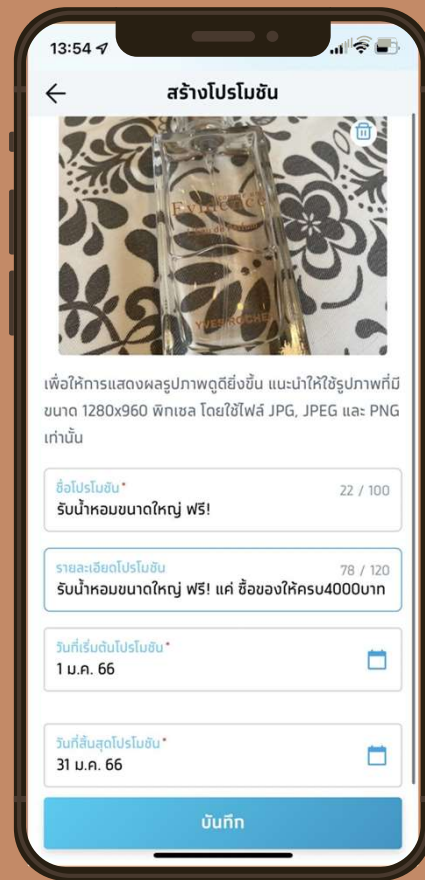 13:54
สร้างโปรโมชัน
Evidence
eau de parfum
YVES ROCHER
เพื่อให้การแสดงผลรูปภาพดูดียิ่งขึ้น แนะนำให้ใช้รูปภาพที่มี
ขนาด 1280x960 พิกเซล โดยใช้ไฟล์ JPG, JPEG และ PNG
เท่านั้น
ชื่อโปรโมชัน*
22 / 100
รับน้ำหอมขนาดใหญ่ ฟรี!
รายละเอียดโปรโมชัน
78 / 120
รับน้ำหอมขนาดใหญ่ ฟรี! แค่ ซื้อของให้ครบ4000บาท
วันที่เริ่มต้นโปรโมชัน*
1 ม.ค. 66
วันที่สิ้นสุดโปรโมชัน*
31 ม.ค. 66
บันทึก